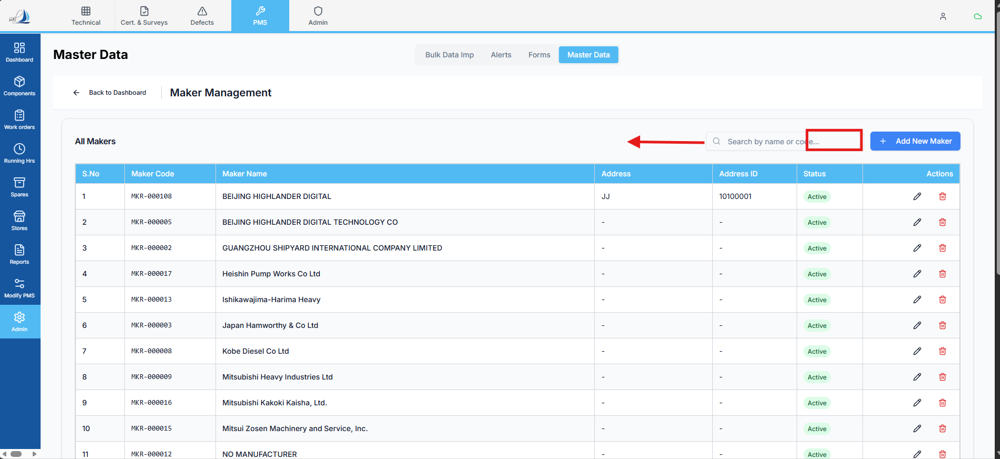 sail
Technical
Cert. & Surveys
Defects
PMS
Admin
Dashboard
Components
Work orders
Running Hrs
Spares
Stores
Reports
Modify PMS
Admin
Master Data
Bulk Data Imp Alerts Forms Master Data
Back to Dashboard Maker Management
All Makers
Search by name or code...
Add New Maker
S.No Maker Code Maker Name Address Address ID Status Actions
1 MKR-000108 BEIJING HIGHLANDER DIGITAL JJ 10100001 Active
2 MKR-000005 BEIJING HIGHLANDER DIGITAL TECHNOLOGY CO - - Active
3 MKR-000002 GUANGZHOU SHIPYARD INTERNATIONAL COMPANY LIMITED - - Active
4 MKR-000017 Heishin Pump Works Co Ltd - - Active
5 MKR-000013 Ishikawajima-Harima Heavy - - Active
6 MKR-000003 Japan Hamworthy & Co Ltd - - Active
7 MKR-000008 Kobe Diesel Co Ltd - - Active
8 MKR-000009 Mitsubishi Heavy Industries Ltd - - Active
9 MKR-000016 Mitsubishi Kakoki Kaisha, Ltd. - - Active
10 MKR-000015 Mitsui Zosen Machinery and Service, Inc. - - Active
11 MKR-000012 NO MANUFACTURER - - Active